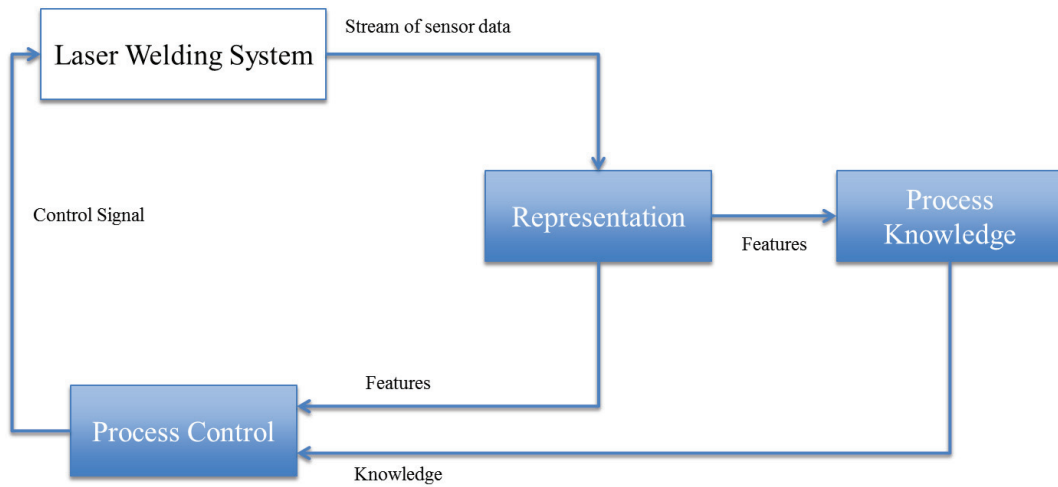 Stream of sensor data
Laser Welding System
Control Signal
Representation
Process
Knowledge
Features
Features
Process Control
Knowledge